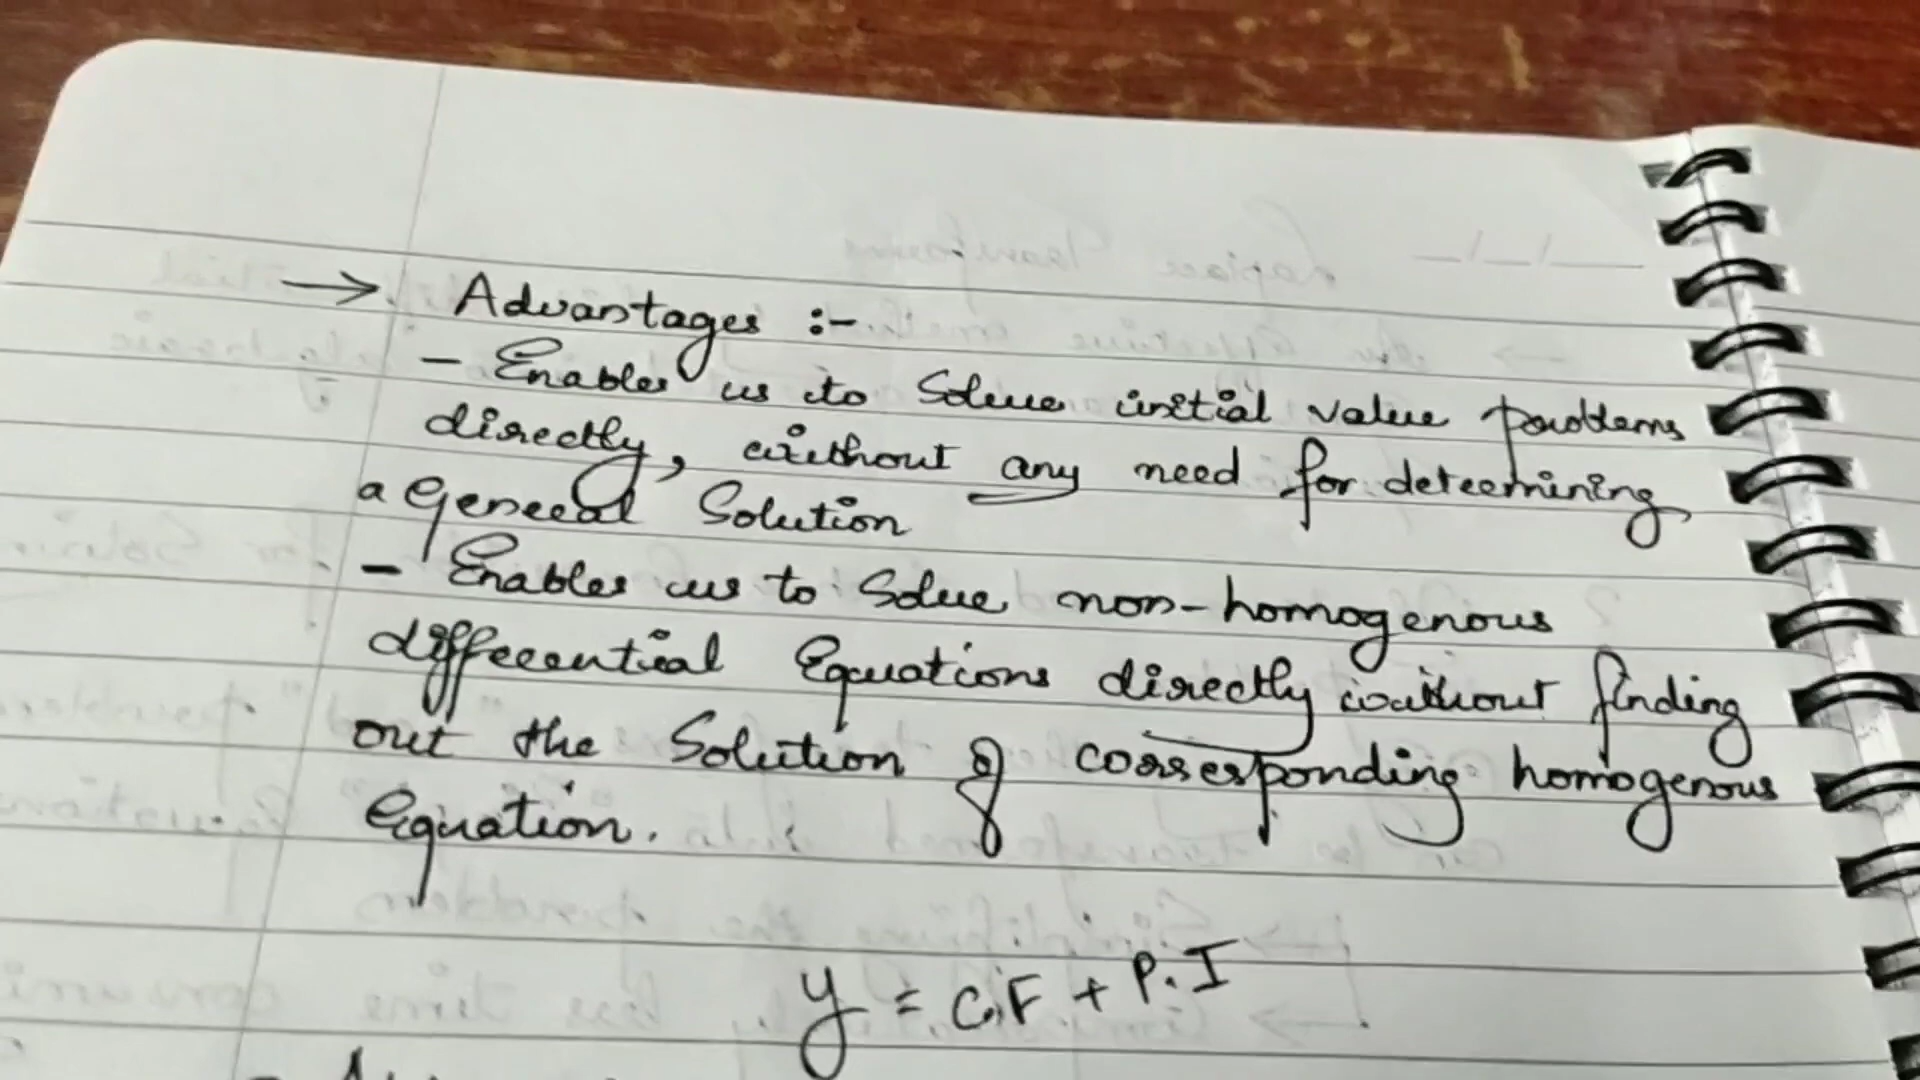 → Advantages :-
- Enables us to Solve initial value problems
directly, without any need for determining
a General Solution
- Enables us to Solve non-homogenous
differential Equations directly without finding
out the Solution of corresponding homogenous
Equation.
y = C.F + P.I